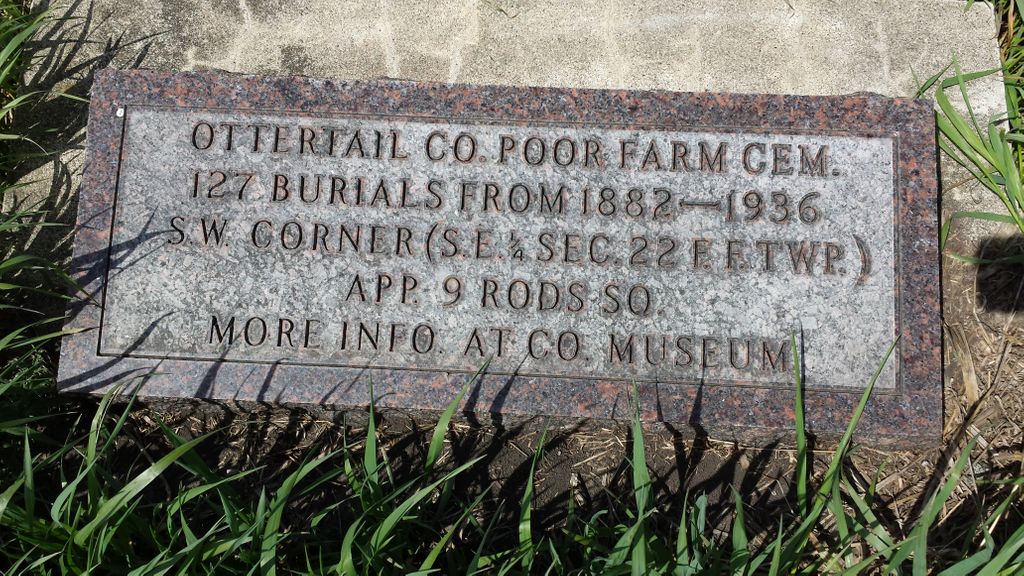 OTTERTAIL CO. POOR FARM CEM.
127 BURIALS FROM 1882—1936
S.W. CORNER (S.E. ¼ SEC. 22 F.F. TWP.)
APP. 9 RODS SQ.
MORE INFO. AT CO. MUSEUM